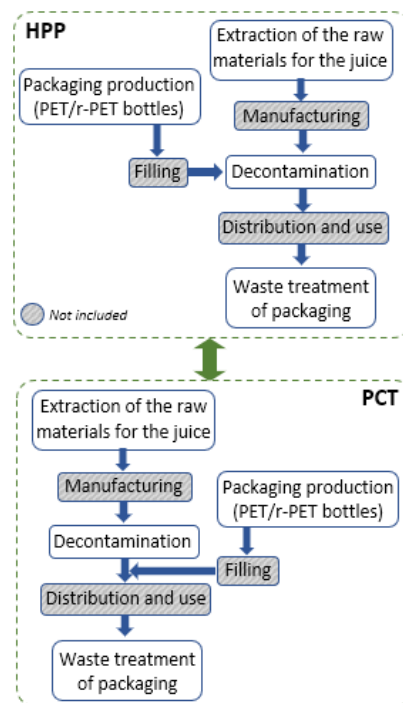 HPP
Extraction of the raw
materials for the juice
Packaging production
(PET/r-PET bottles)
Manufacturing
Filling
Decontamination
Distribution and use
Waste treatment
of packaging
Not included
PCT
Extraction of the raw
materials for the juice
Manufacturing
Packaging production
(PET/r-PET bottles)
Decontamination
Filling
Distribution and use
Waste treatment
of packaging